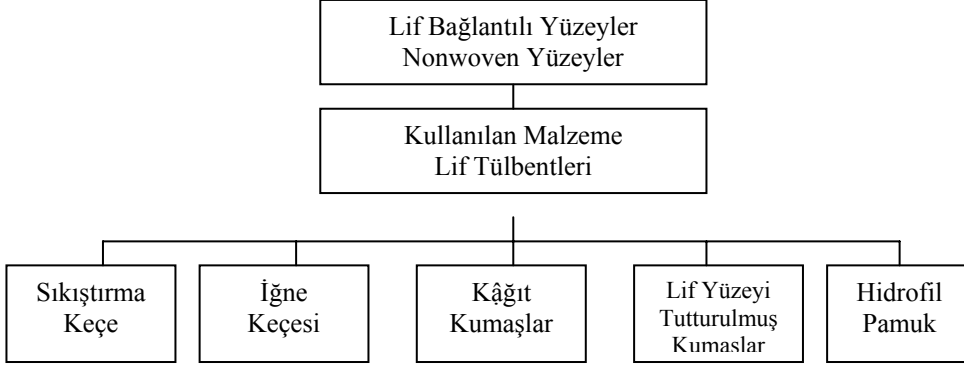 Lif Bağlantılı Yüzeyler
Nonwoven Yüzeyler
Kullanılan Malzeme
Lif Tülbentleri
Sıkıştırma
Keçe
İğne
Keçesi
Kâğıt
Kumaşlar
Lif Yüzeyi
Tutturulmuş
Kumaşlar
Hidrofil
Pamuk